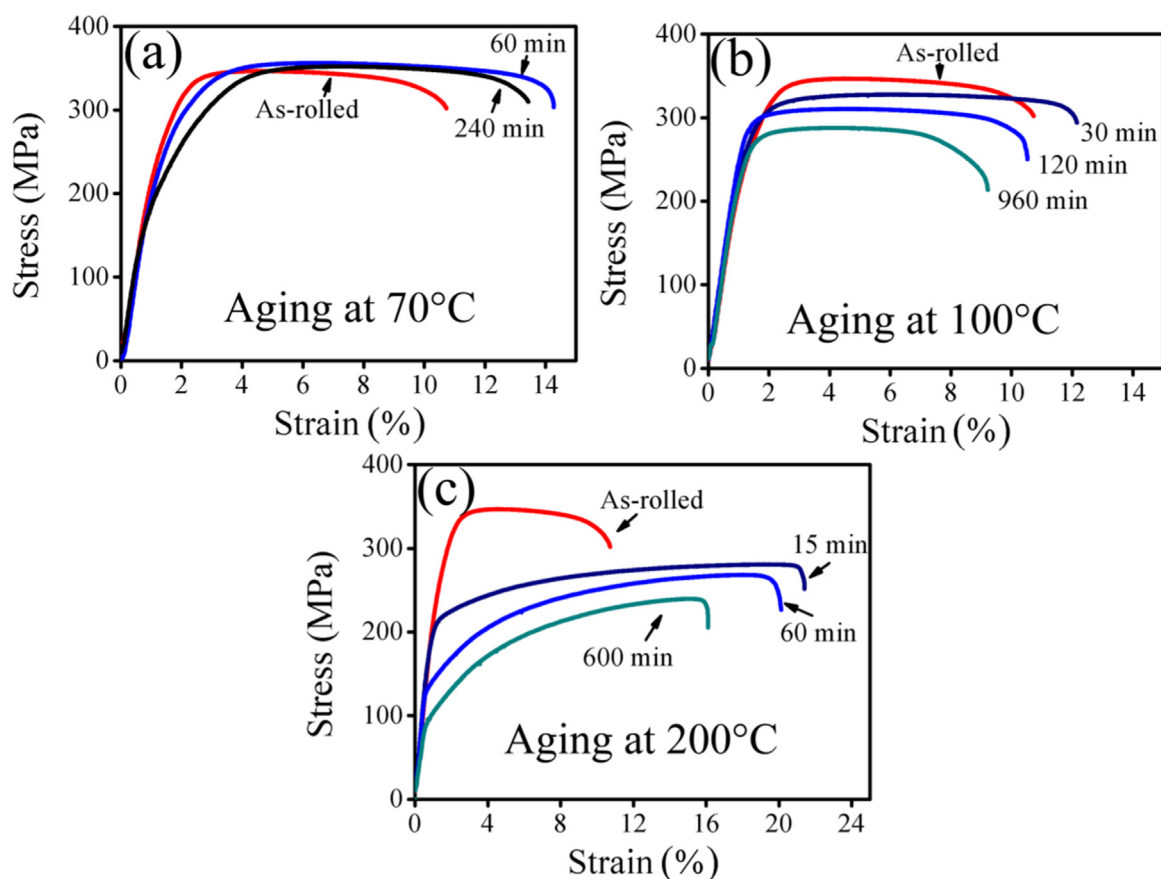 (a)
400
300
200
100
0
Stress (MPa)
60 min
As-rolled
240 min
Aging at 70°C
0 2 4 6 8 10 12 14
Strain (%)
(b)
400
300
200
100
0
Stress (MPa)
As-rolled
30 min
120 min
960 min
Aging at 100°C
0 2 4 6 8 10 12 14
Strain (%)
(c)
400
300
200
100
0
Stress (MPa)
As-rolled
15 min
60 min
600 min
Aging at 200°C
0 4 8 12 16 20 24
Strain (%)